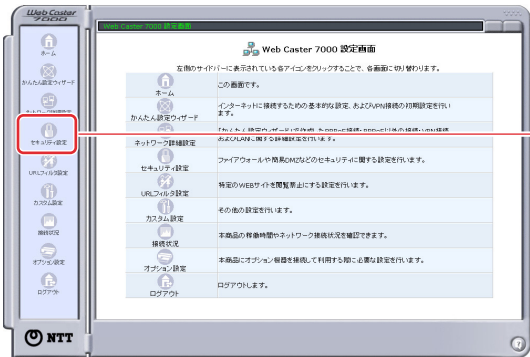 Web Caster
7000
Web Caster 7000 設定画面
ホーム
かんたん設定ウィザード
セキュリティ設定
URLフィルタ設定
カスタム設定
接続状況
オプション設定
ログアウト
NTT
Web Caster 7000 設定画面
左側のサイドバーに表示されている各アイコンをクリックすることで、各画面に切り替わります。
ホーム
この画面です。
かんたん設定ウィザード
インターネットに接続するための基本的な設定、およびVPN接続の初期設定を行い
ます。
ネットワーク詳細設定
およびLANに関する詳細設定を行います。
セキュリティ設定
ファイアウォールや簡易DMZなどのセキュリティに関する設定を行います。
URLフィルタ設定
特定のWEBサイトを閲覧禁止にする設定を行います。
カスタム設定
その他の設定を行います。
接続状況
本商品の稼働時間やネットワーク接続状況を確認できます。
オプション設定
本商品にオプション機器を接続して利用する際に必要な設定を行います。
ログアウト
ログアウトします。